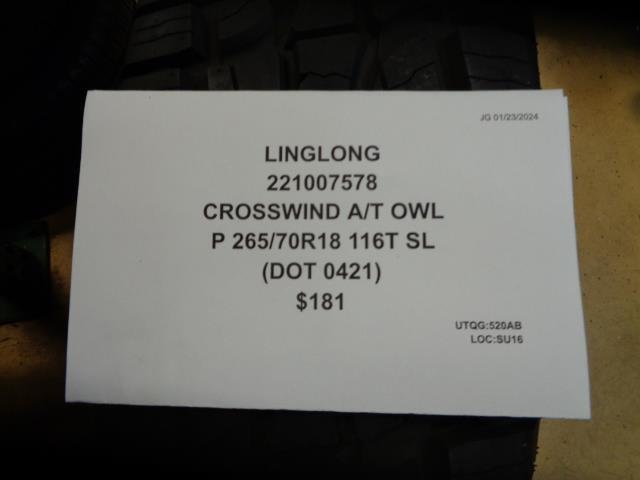 JG 01/23/2024
LINGLONG
221007578
CROSSWIND A/T OWL
P 265/70R18 116T SL
(DOT 0421)
$181
UTQG:520AB
LOC:SU16